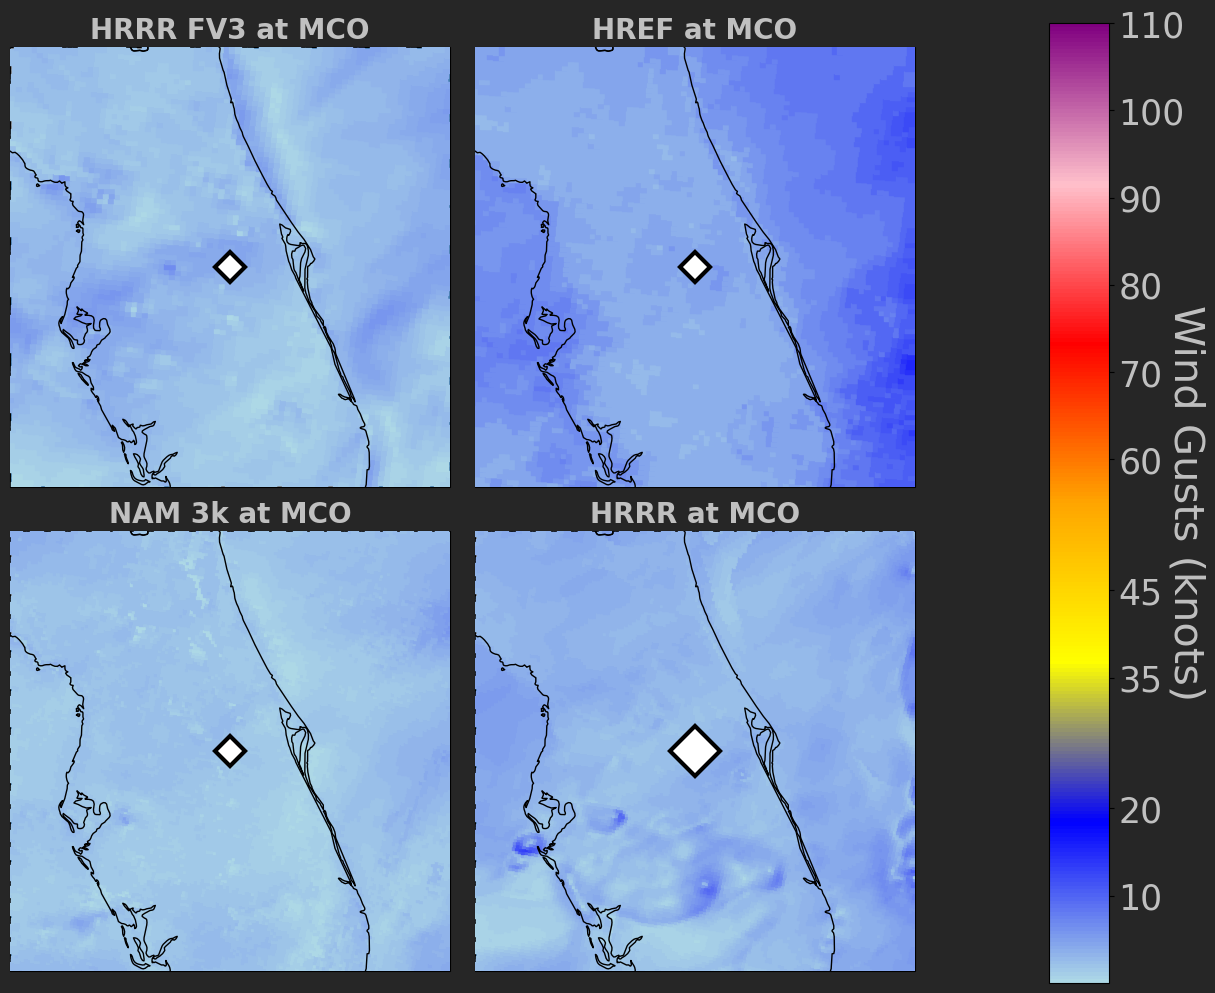 HRRR FV3 at MCO
HREF at MCO
NAM 3k at MCO
HRRR at MCO
110
100
90
80
70
60
45
35
20
10
Wind Gusts (knots)